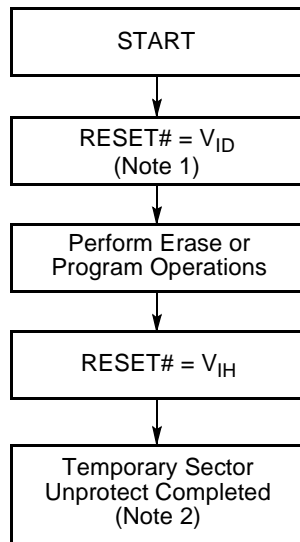 START
RESET# = VID
(Note 1)
Perform Erase or
Program Operations
RESET# = VIH
Temporary Sector
Unprotect Completed
(Note 2)